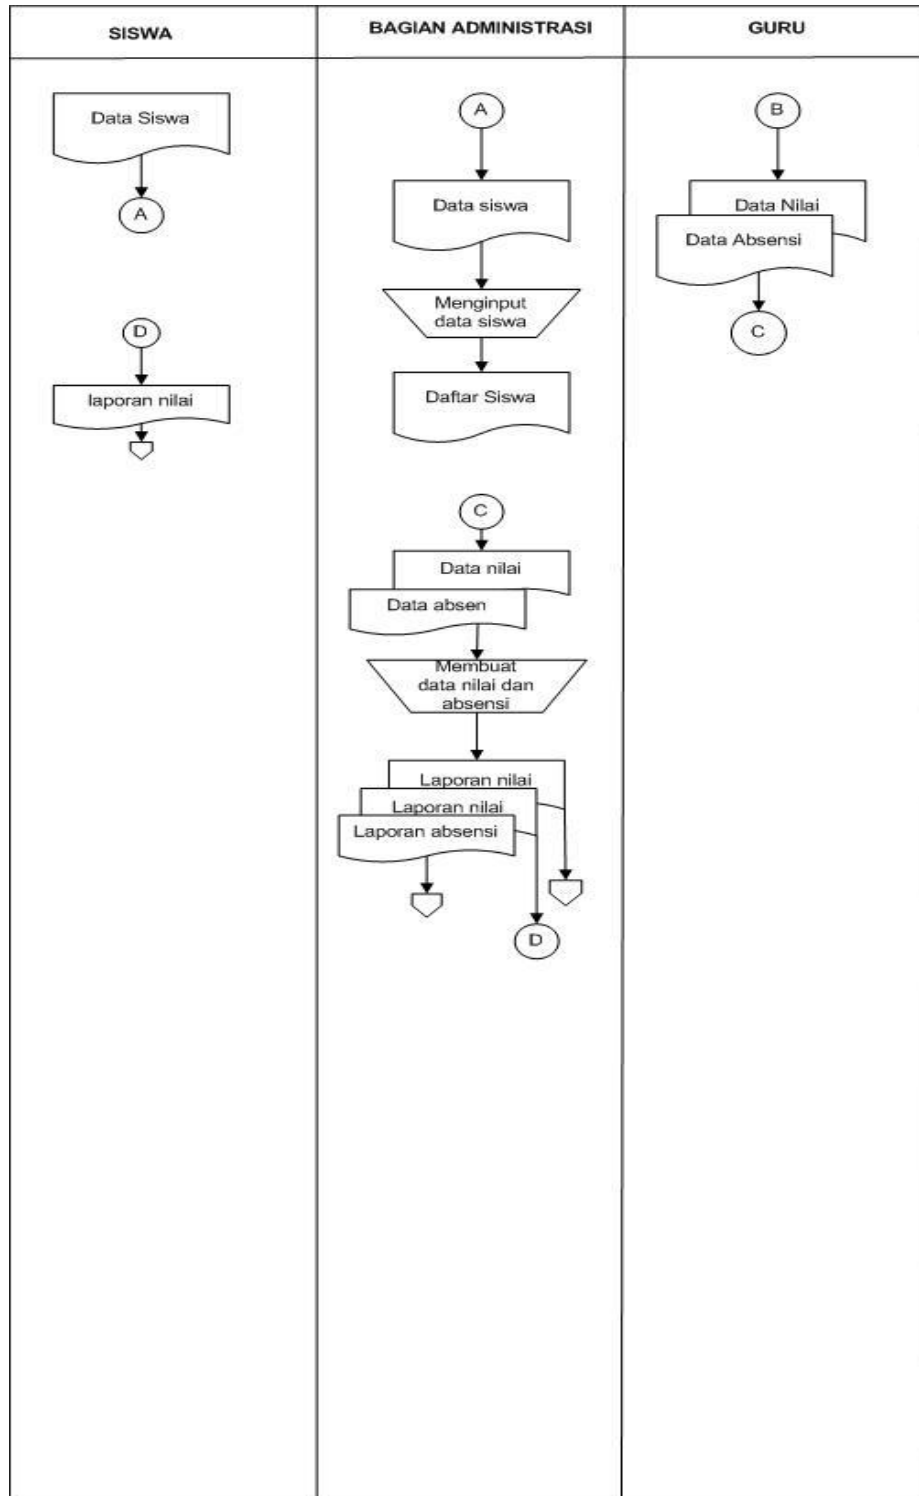 SISWA
BAGIAN ADMINISTRASI
GURU
Data Siswa
A
D
laporan nilai
A
Data siswa
Menginput
data siswa
Daftar Siswa
C
Data nilai
Data absen
Membuat
data nilai dan
absensi
Laporan nilai
Laporan nilai
Laporan absensi
D
B
Data Nilai
Data Absensi
C